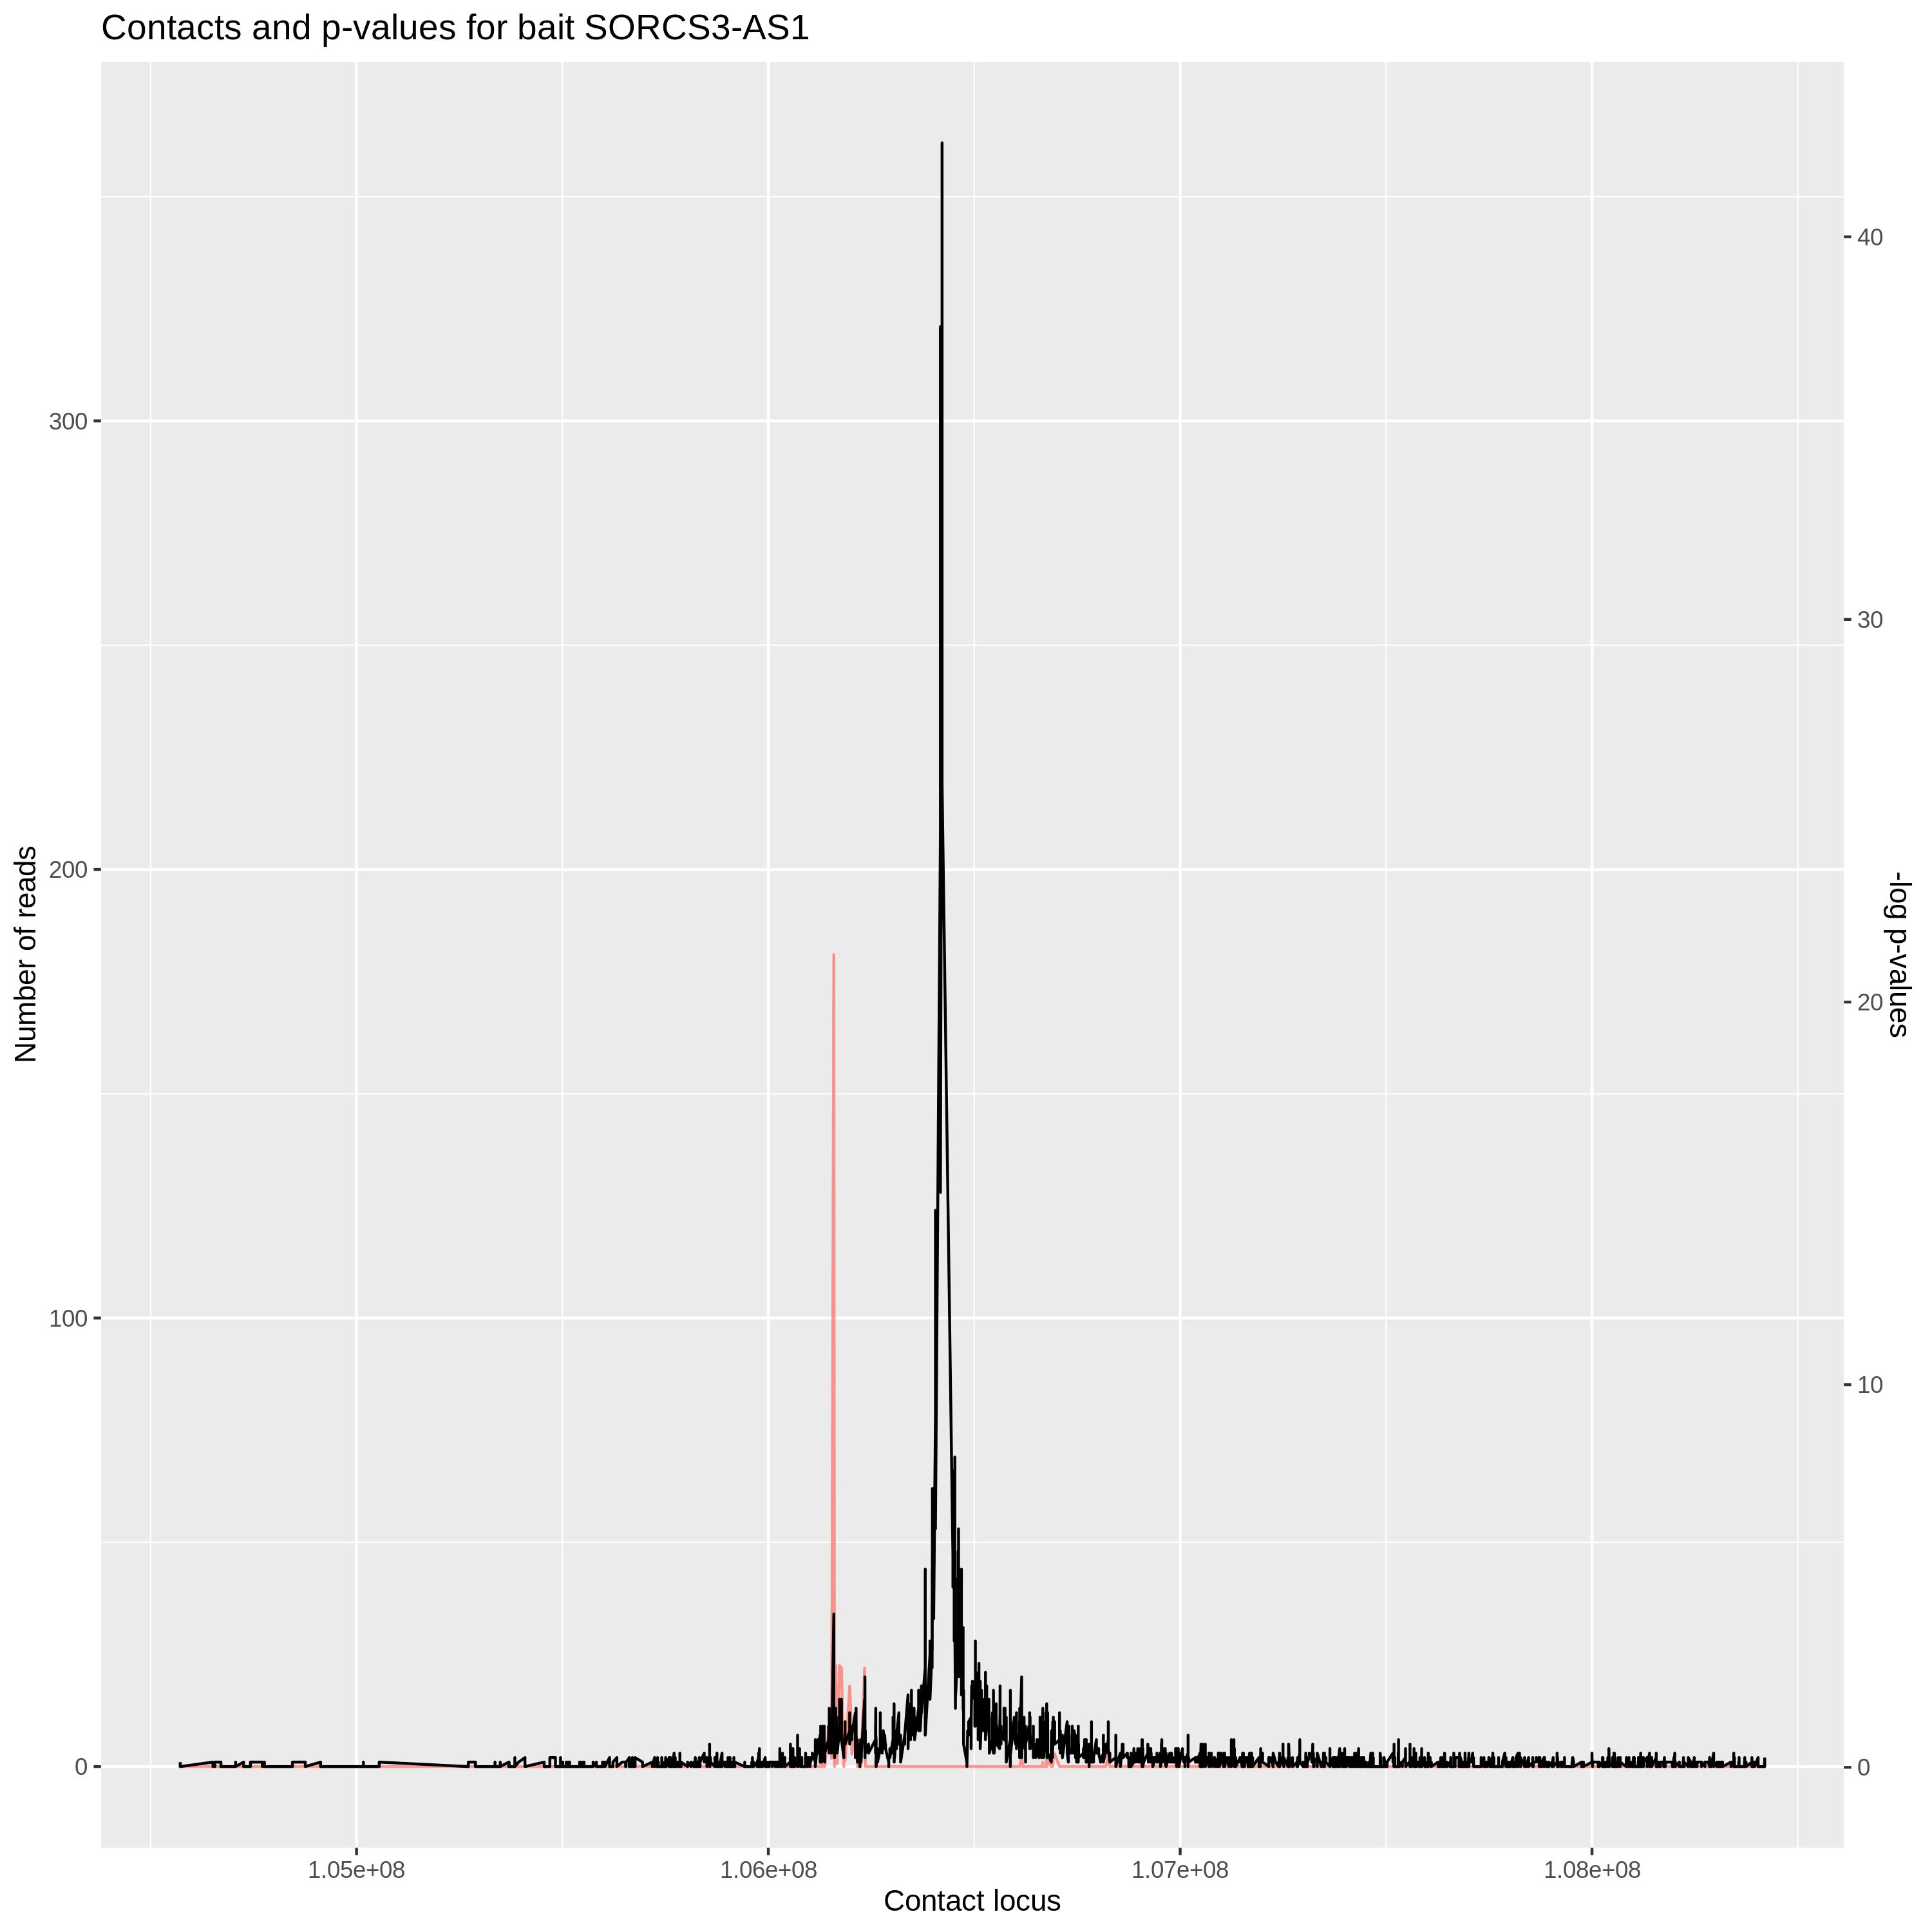 Contacts and p-values for bait SORCS3-AS1
Number of reads
300
200
100
0
40
30
20
10
0
-log p-values
1.05e+08
1.06e+08
1.07e+08
1.08e+08
Contact locus